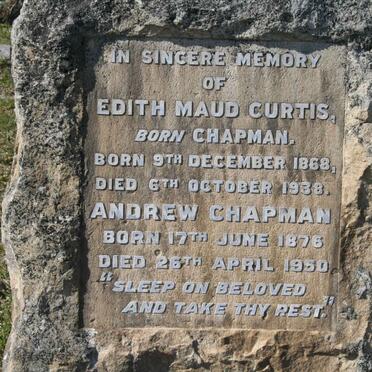 IN SINCERE MEMORY
OF
EDITH MAUD CURTIS,
BORN CHAPMAN.
BORN 9TH DECEMBER 1868,
DIED 6TH OCTOBER 1938.
ANDREW CHAPMAN
BORN 17TH JUNE 1876
DIED 26TH APRIL 1950
"SLEEP ON BELOVED
AND TAKE THY REST."